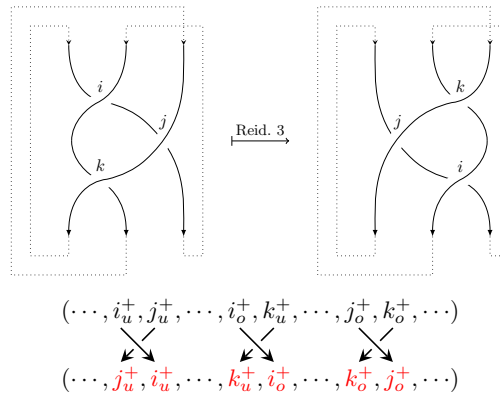 i
k
j
j
Reid. 3
k
i
(⋯, i_u^+, j_u^+, ⋯, i_o^+, k_u^+, ⋯, j_o^+, k_o^+, ⋯)
(⋯, j_u^+, i_u^+, ⋯, k_u^+, i_o^+, ⋯, k_o^+, j_o^+, ⋯)